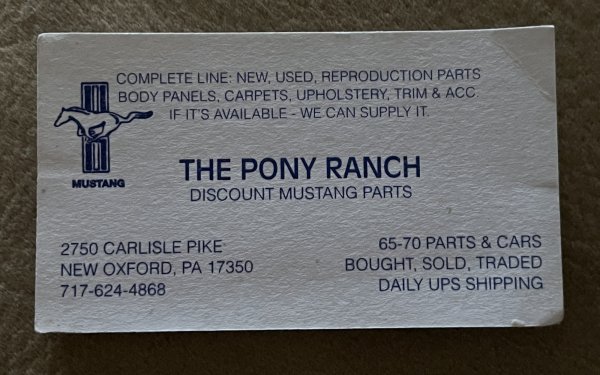 COMPLETE LINE: NEW, USED, REPRODUCTION PARTS
BODY PANELS, CARPETS, UPHOLSTERY, TRIM & ACC.
IF IT'S AVAILABLE - WE CAN SUPPLY IT.
MUSTANG
THE PONY RANCH
DISCOUNT MUSTANG PARTS
2750 CARLISLE PIKE
NEW OXFORD, PA 17350
717-624-4868
65-70 PARTS & CARS
BOUGHT, SOLD, TRADED
DAILY UPS SHIPPING